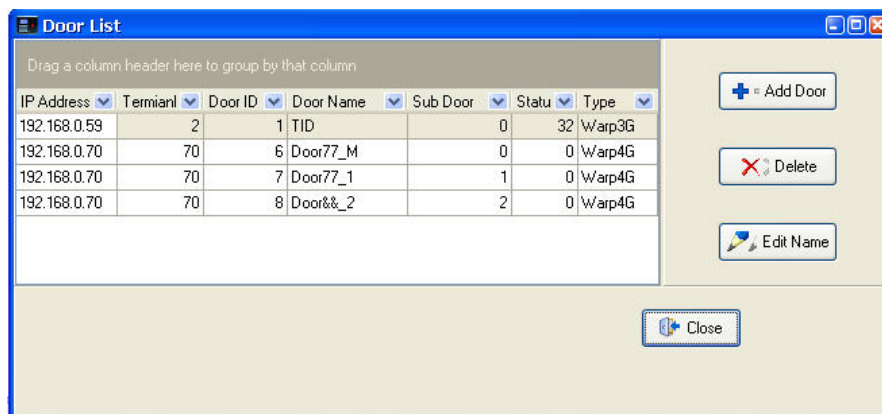 Door List
Drag a column header here to group by that column
IP Address Termianl Door ID Door Name Sub Door Statu Type
192.168.0.59 2 1 TID 0 32 Warp3G
192.168.0.70 70 6 Door77_M 0 0 Warp4G
192.168.0.70 70 7 Door77_1 1 0 Warp4G
192.168.0.70 70 8 Door&&_2 2 0 Warp4G
Add Door
Delete
Edit Name
Close